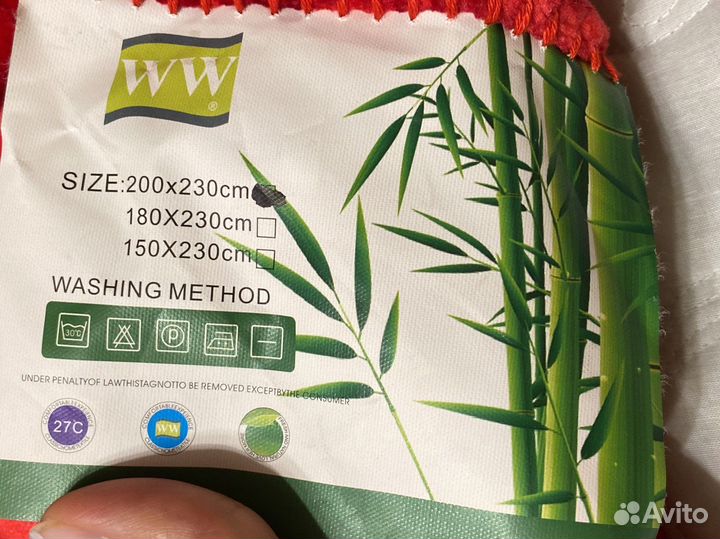 WW
®
SIZE:200x230cm
180X230cm
150X230cm
WASHING METHOD
30°C
P
UNDER PENALTYOF LAWTHISTAGNOTTO BE REMOVED EXCEPTBYTHE CONSUMER
27C
WW
Avito